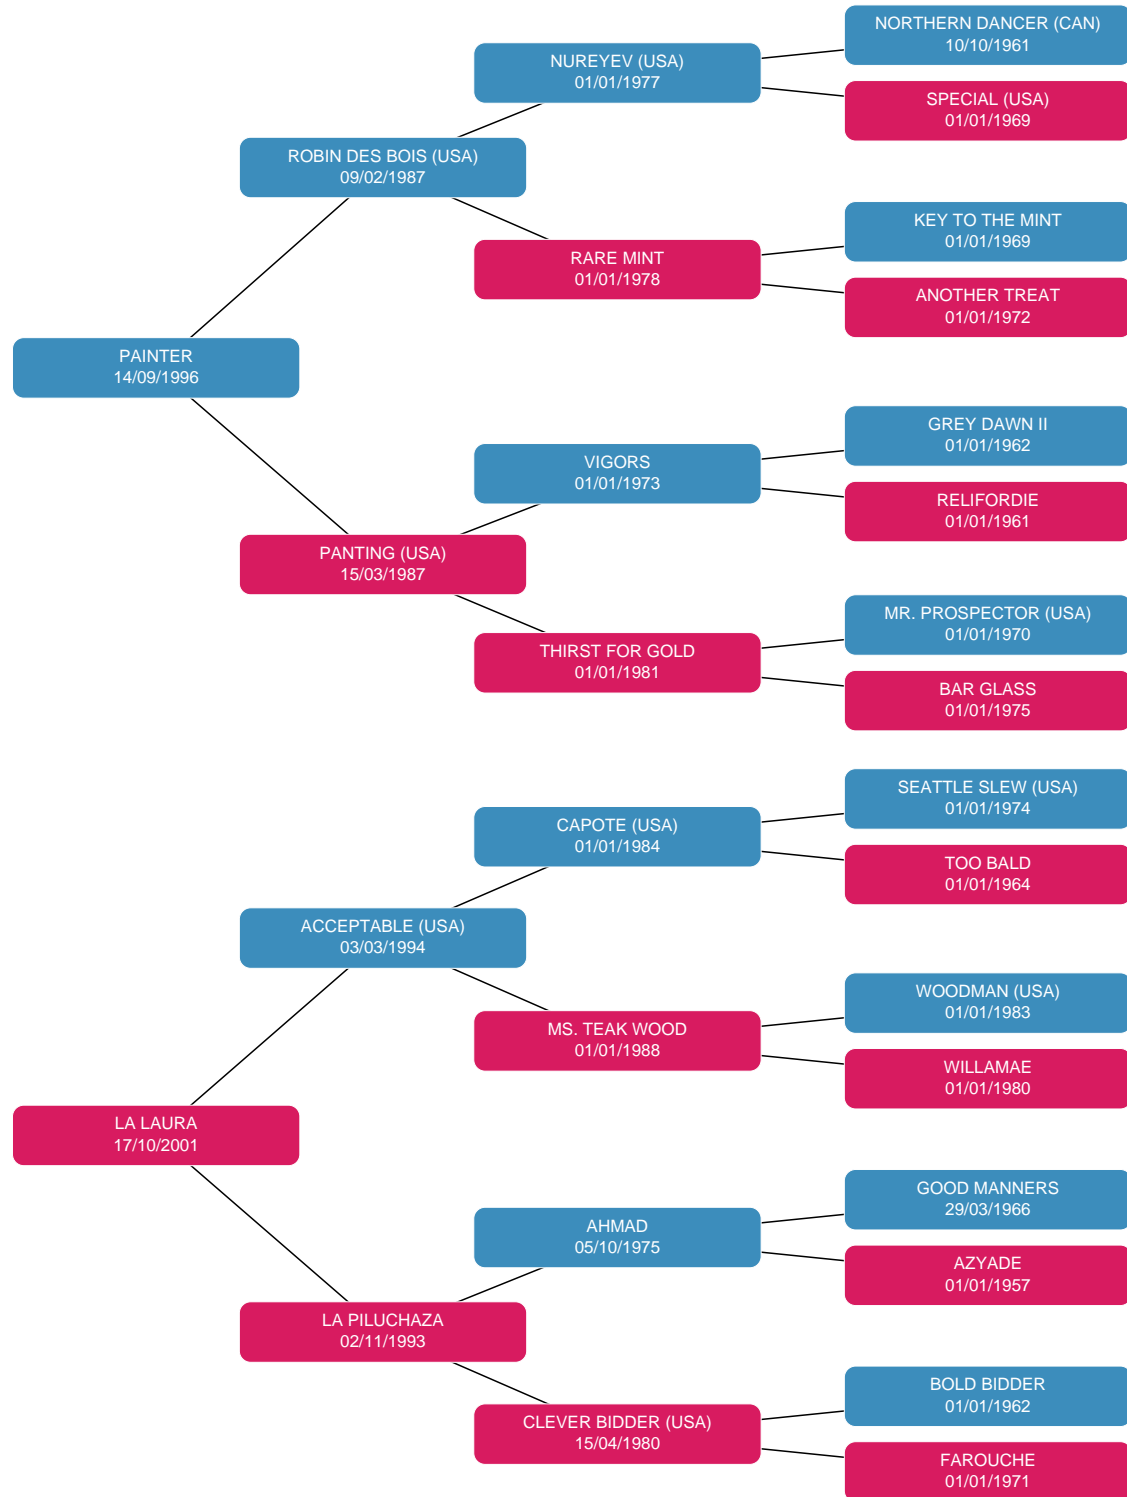 NORTHERN DANCER (CAN)
10/10/1961
NUREYEV (USA)
01/01/1977
SPECIAL (USA)
01/01/1969
ROBIN DES BOIS (USA)
09/02/1987
KEY TO THE MINT
01/01/1969
RARE MINT
01/01/1978
ANOTHER TREAT
01/01/1972
PAINTER
14/09/1996
GREY DAWN II
01/01/1962
VIGORS
01/01/1973
RELIFORDIE
01/01/1961
PANTING (USA)
15/03/1987
MR. PROSPECTOR (USA)
01/01/1970
THIRST FOR GOLD
01/01/1981
BAR GLASS
01/01/1975
SEATTLE SLEW (USA)
01/01/1974
CAPOTE (USA)
01/01/1984
TOO BALD
01/01/1964
ACCEPTABLE (USA)
03/03/1994
WOODMAN (USA)
01/01/1983
MS. TEAK WOOD
01/01/1988
WILLAMAE
01/01/1980
LA LAURA
17/10/2001
GOOD MANNERS
29/03/1966
AHMAD
05/10/1975
AZYADE
01/01/1957
LA PILUCHAZA
02/11/1993
BOLD BIDDER
01/01/1962
CLEVER BIDDER (USA)
15/04/1980
FAROUCHE
01/01/1971